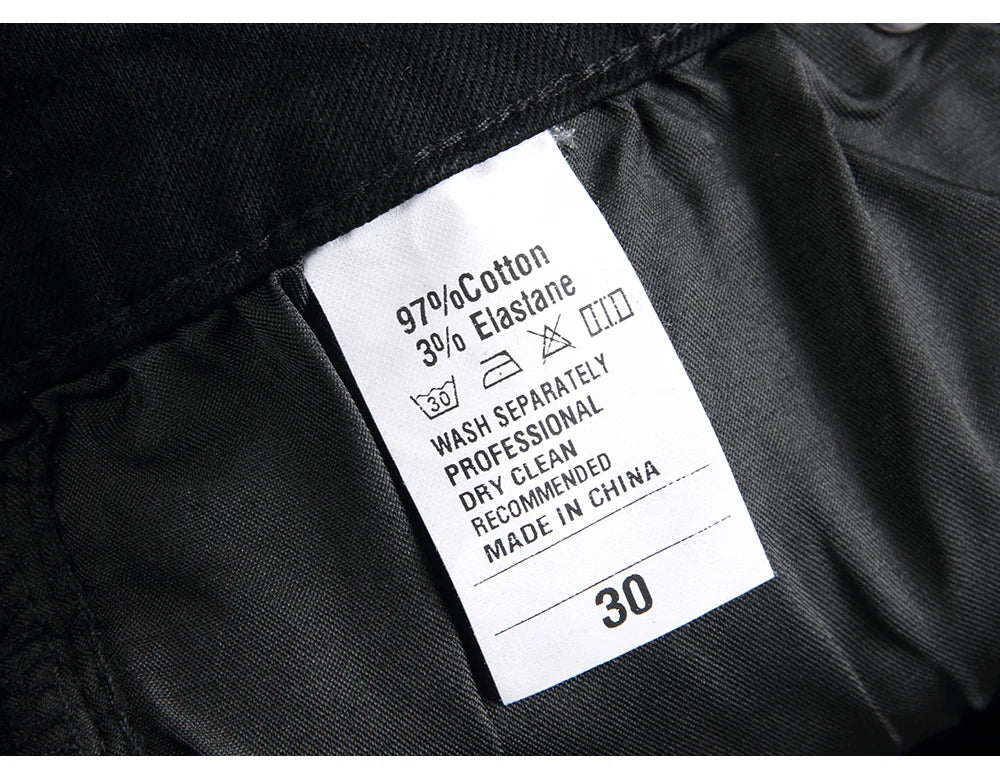 97%Cotton
3% Elastane
30
WASH SEPARATELY
PROFESSIONAL
DRY CLEAN
RECOMMENDED
MADE IN CHINA
30